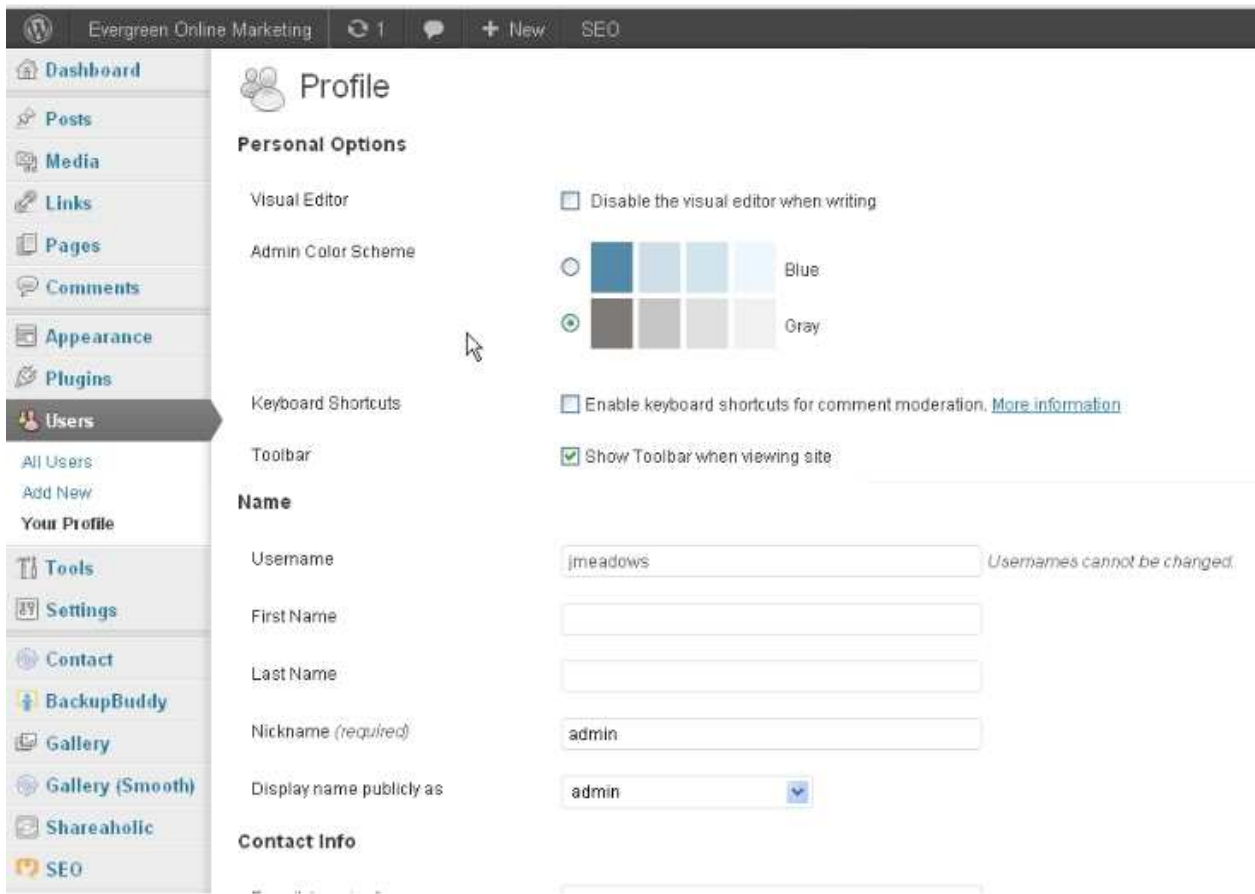 Evergreen Online Marketing 1 New SEO
Dashboard
Posts
Media
Links
Pages
Comments
Appearance
Plugins
Users
All Users
Add New
Your Profile
Tools
Settings
Contact
BackupBuddy
Gallery
Gallery (Smooth)
Shareaholic
SEO
Profile
Personal Options
Visual Editor Disable the visual editor when writing
Admin Color Scheme
Blue
Gray
Keyboard Shortcuts Enable keyboard shortcuts for comment moderation. More information
Toolbar Show Toolbar when viewing site
Name
Username jmeadows Usernames cannot be changed.
First Name
Last Name
Nickname (required) admin
Display name publicly as admin
Contact Info